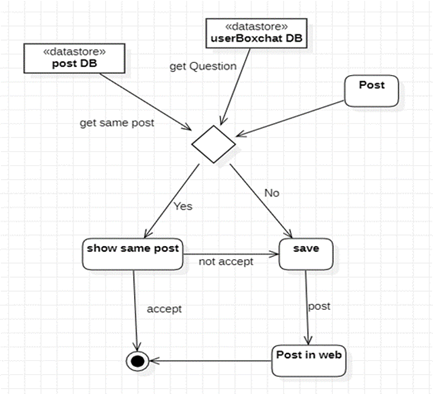 «datastore»
userBoxchat DB
«datastore»
post DB
get Question
Post
get same post
Yes
No
show same post
save
not accept
accept
post
Post in web